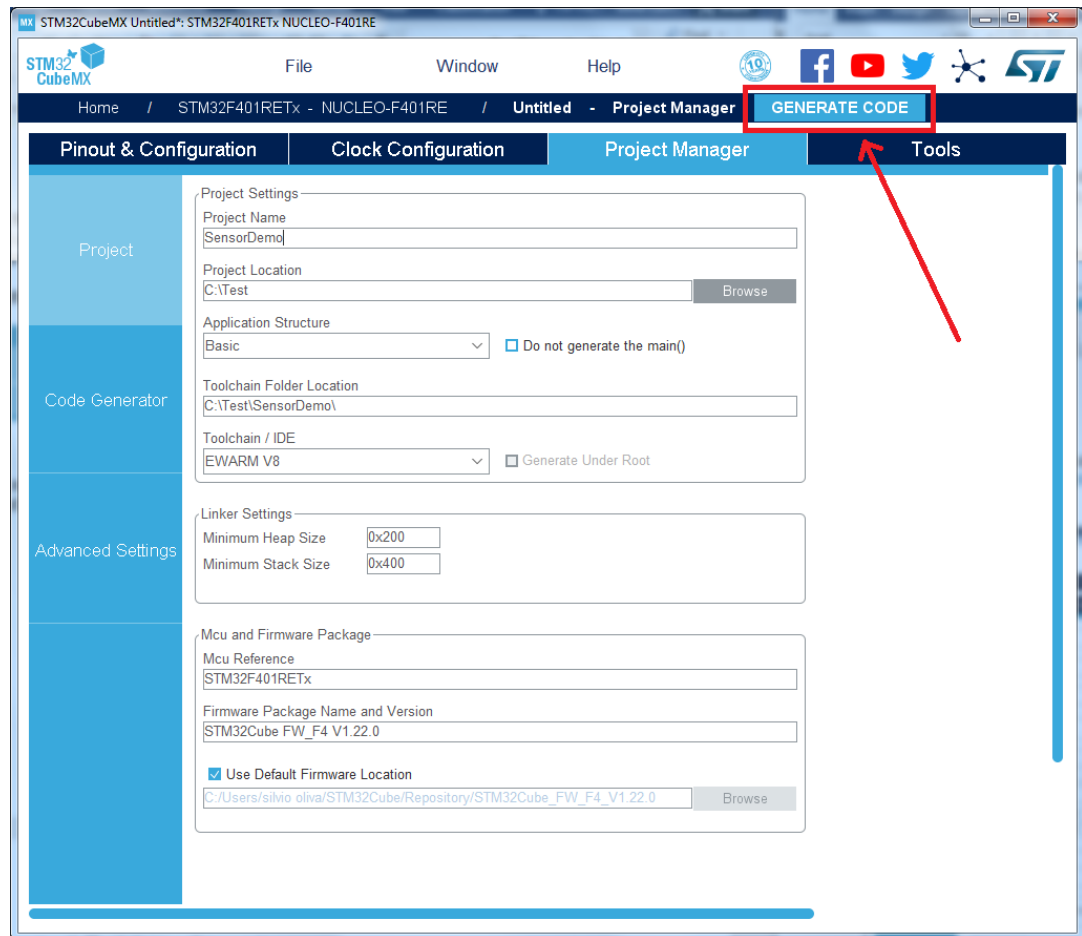 MX STM32CubeMX Untitled*: STM32F401RETx NUCLEO-F401RE
STM32
CubeMX
File Window Help
10
Home / STM32F401RETx - NUCLEO-F401RE / Untitled - Project Manager GENERATE CODE
Pinout & Configuration Clock Configuration Project Manager Tools
Project
Code Generator
Advanced Settings
Project Settings
Project Name
SensorDemo
Project Location
C:\Test Browse
Application Structure
Basic Do not generate the main()
Toolchain Folder Location
C:\Test\SensorDemo\
Toolchain / IDE
EWARM V8 Generate Under Root
Linker Settings
Minimum Heap Size 0x200
Minimum Stack Size 0x400
Mcu and Firmware Package
Mcu Reference
STM32F401RETx
Firmware Package Name and Version
STM32Cube FW_F4 V1.22.0
Use Default Firmware Location
C:/Users/silvio oliva/STM32Cube/Repository/STM32Cube_FW_F4_V1.22.0 Browse